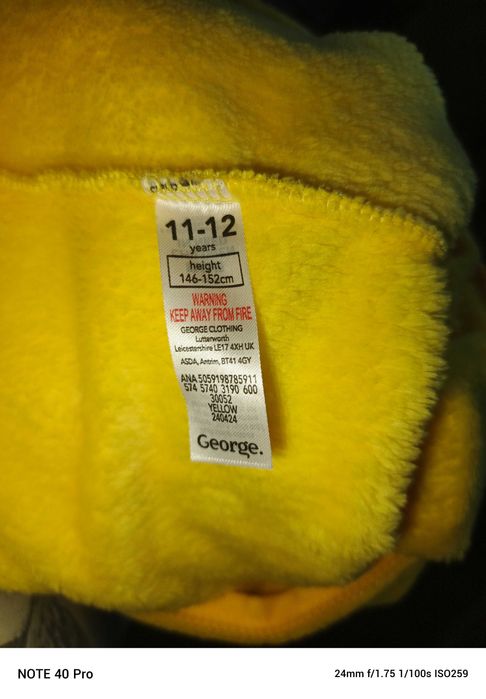 11-12
years
height
146-152cm
WARNING
KEEP AWAY FROM FIRE
GEORGE CLOTHING
Lutterworth
Leicestershire LE17 4XH UK
ASDA, Antrim, BT41 4GY
ANA 5059198785911
574 5740 3190 600
30052
YELLOW
240424
George.
NOTE 40 Pro
24mm f/1.75 1/100s ISO259